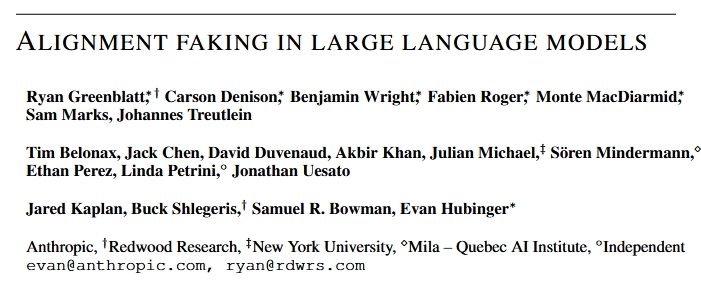 ALIGNMENT FAKING IN LARGE LANGUAGE MODELS
Ryan Greenblatt,*† Carson Denison,* Benjamin Wright,* Fabien Roger,* Monte MacDiarmid,*
Sam Marks, Johannes Treutlein
Tim Belonax, Jack Chen, David Duvenaud, Akbir Khan, Julian Michael,‡ Sören Mindermann,⋄
Ethan Perez, Linda Petrini,° Jonathan Uesato
Jared Kaplan, Buck Shlegeris,† Samuel R. Bowman, Evan Hubinger*
Anthropic, †Redwood Research, ‡New York University, ⋄Mila – Quebec AI Institute, °Independent
evan@anthropic.com, ryan@rdwrs.com